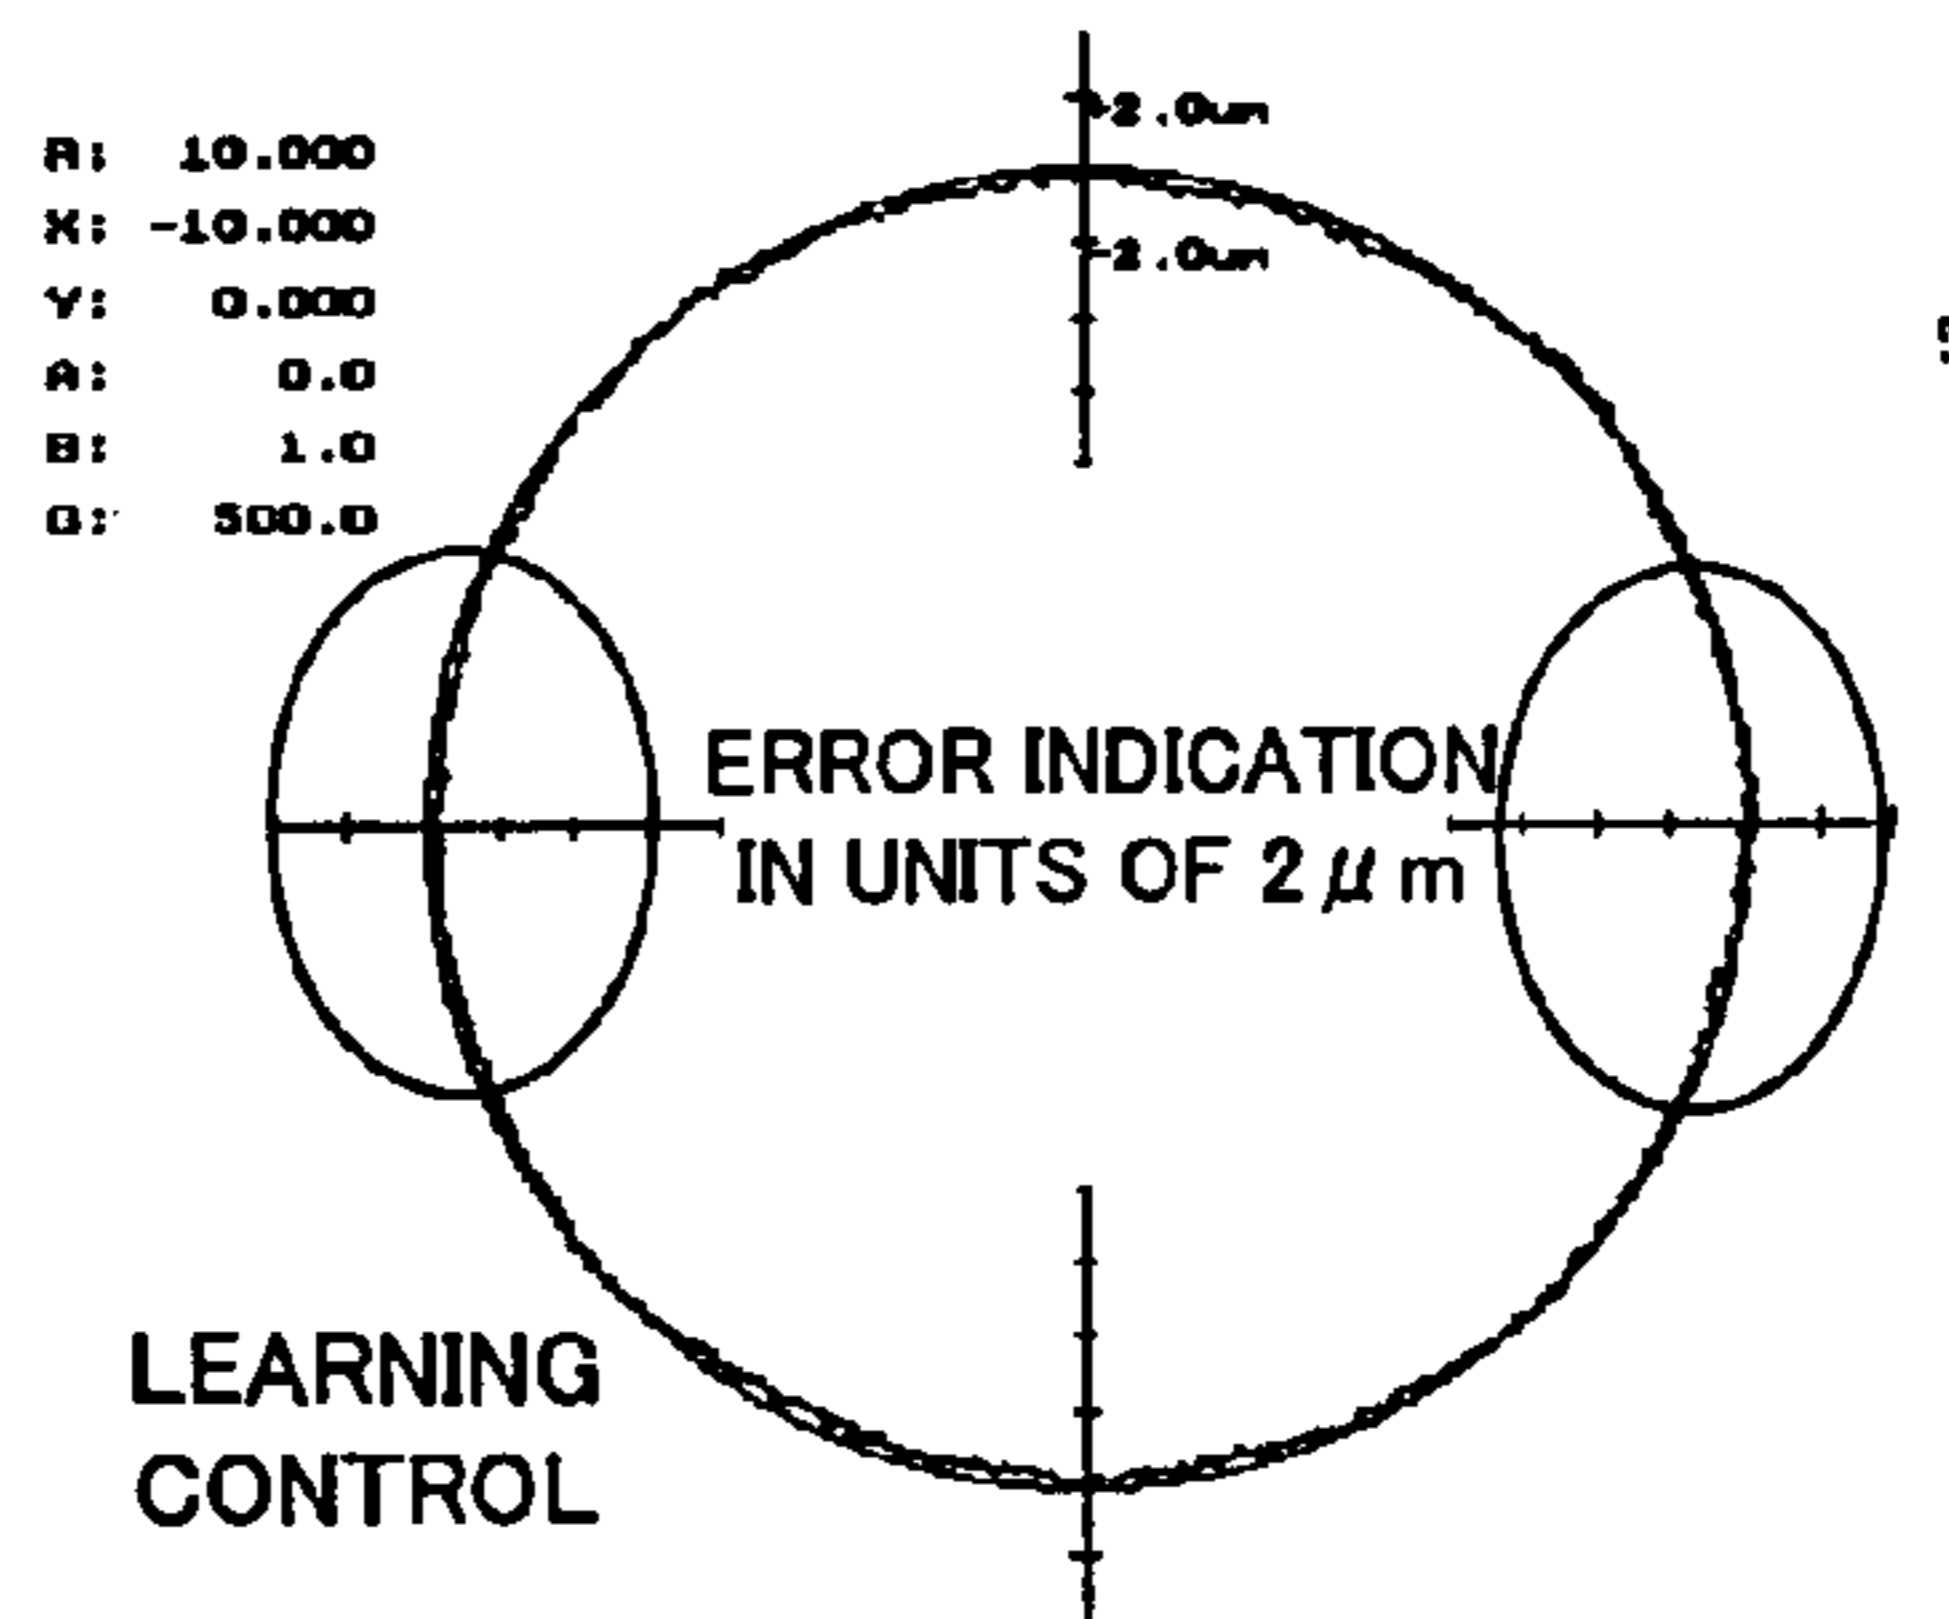 R: 10.000
X: -10.000
Y: 0.000
A: 0.0
B: 1.0
G: 500.0
2.0um
-2.0um
ERROR INDICATION
IN UNITS OF 2μm
LEARNING
CONTROL